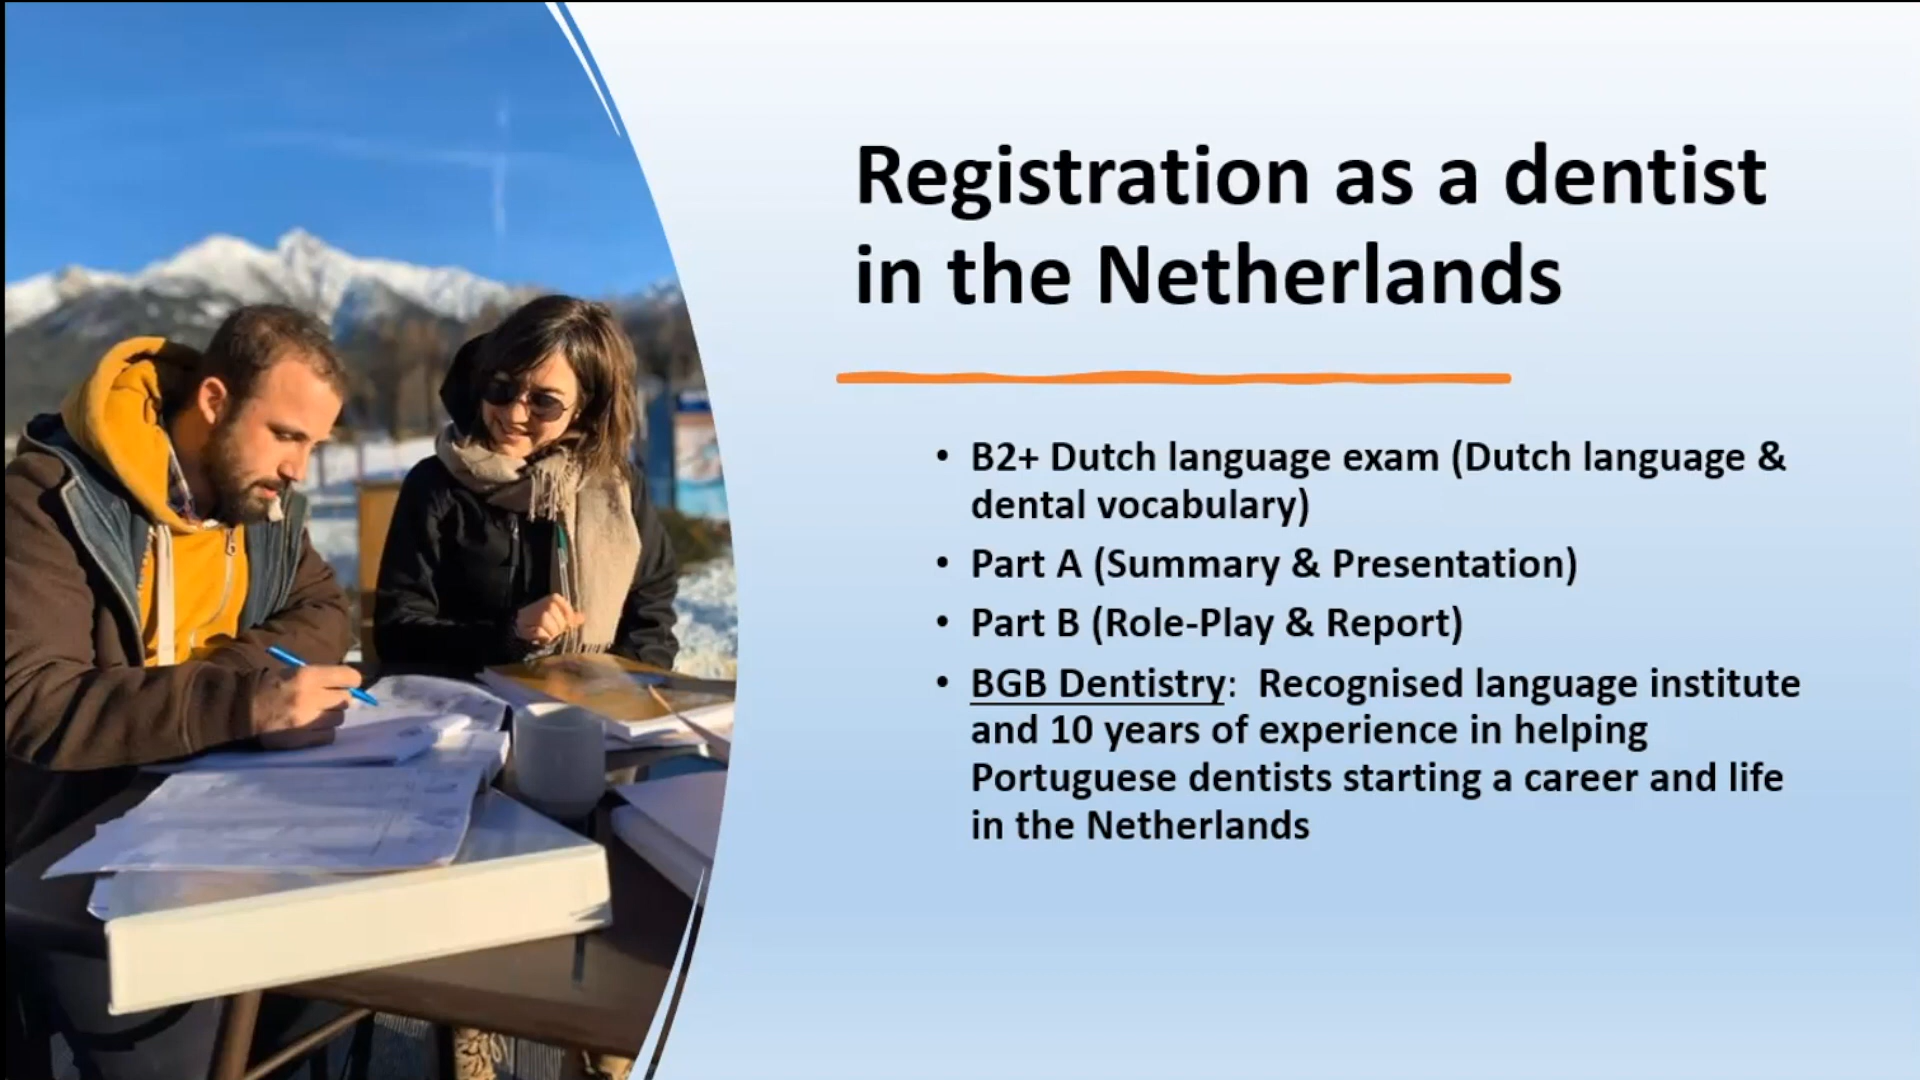 Registration as a dentist
in the Netherlands
• B2+ Dutch language exam (Dutch language &
dental vocabulary)
• Part A (Summary & Presentation)
• Part B (Role-Play & Report)
• BGB Dentistry:  Recognised language institute
and 10 years of experience in helping
Portuguese dentists starting a career and life
in the Netherlands